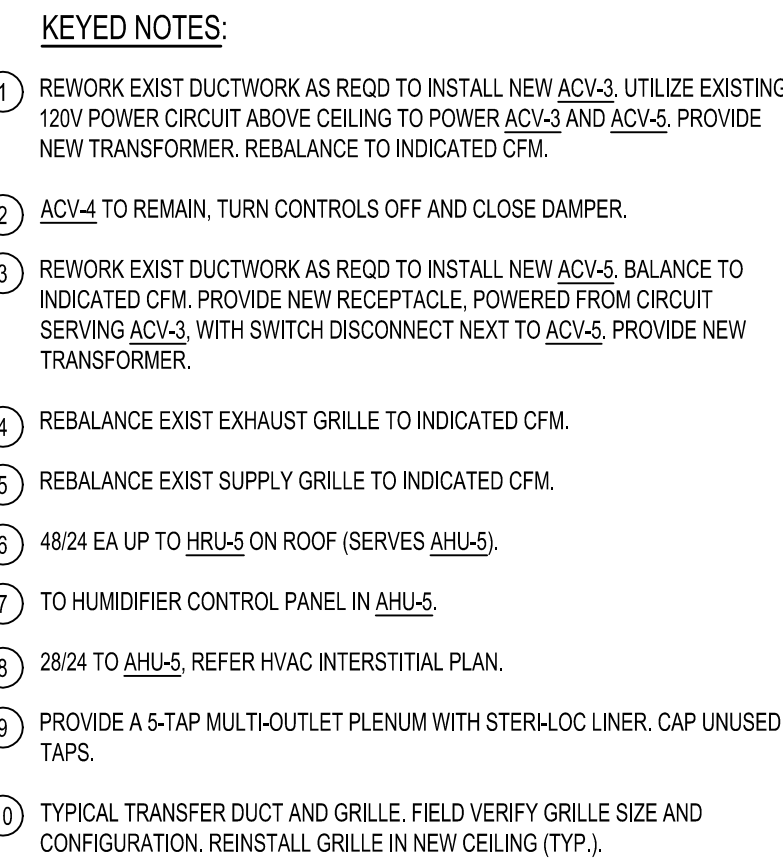 KEYED NOTES:
1 REWORK EXIST DUCTWORK AS REQD TO INSTALL NEW ACV-3. UTILIZE EXISTING
120V POWER CIRCUIT ABOVE CEILING TO POWER ACV-3 AND ACV-5. PROVIDE
NEW TRANSFORMER. REBALANCE TO INDICATED CFM.
2 ACV-4 TO REMAIN, TURN CONTROLS OFF AND CLOSE DAMPER.
3 REWORK EXIST DUCTWORK AS REQD TO INSTALL NEW ACV-5. BALANCE TO
INDICATED CFM. PROVIDE NEW RECEPTACLE, POWERED FROM CIRCUIT
SERVING ACV-3, WITH SWITCH DISCONNECT NEXT TO ACV-5. PROVIDE NEW
TRANSFORMER.
4 REBALANCE EXIST EXHAUST GRILLE TO INDICATED CFM.
5 REBALANCE EXIST SUPPLY GRILLE TO INDICATED CFM.
6 48/24 EA UP TO HRU-5 ON ROOF (SERVES AHU-5).
7 TO HUMIDIFIER CONTROL PANEL IN AHU-5.
8 28/24 TO AHU-5, REFER HVAC INTERSTITIAL PLAN.
9 PROVIDE A 5-TAP MULTI-OUTLET PLENUM WITH STERI-LOC LINER. CAP UNUSED
TAPS.
10 TYPICAL TRANSFER DUCT AND GRILLE. FIELD VERIFY GRILLE SIZE AND
CONFIGURATION. REINSTALL GRILLE IN NEW CEILING (TYP.).